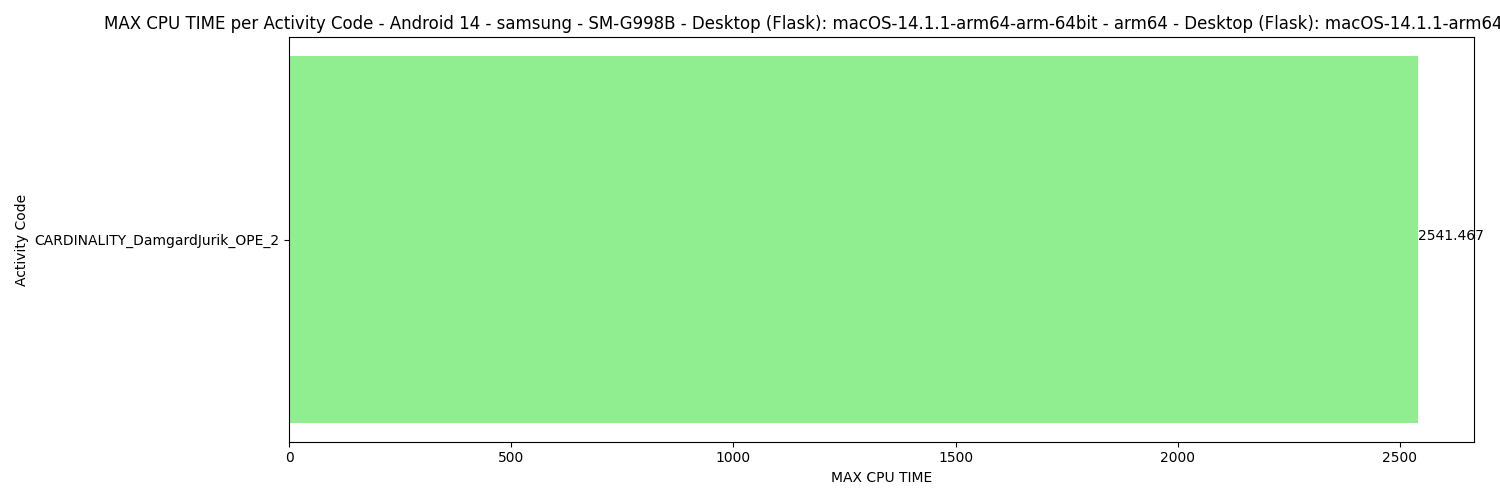 MAX CPU TIME per Activity Code - Android 14 - samsung - SM-G998B - Desktop (Flask): macOS-14.1.1-arm64-arm-64bit - arm64 - Desktop (Flask): macOS-14.1.1-arm64
Activity Code
CARDINALITY_DamgardJurik_OPE_2
2541.467
0 500 1000 1500 2000 2500
MAX CPU TIME